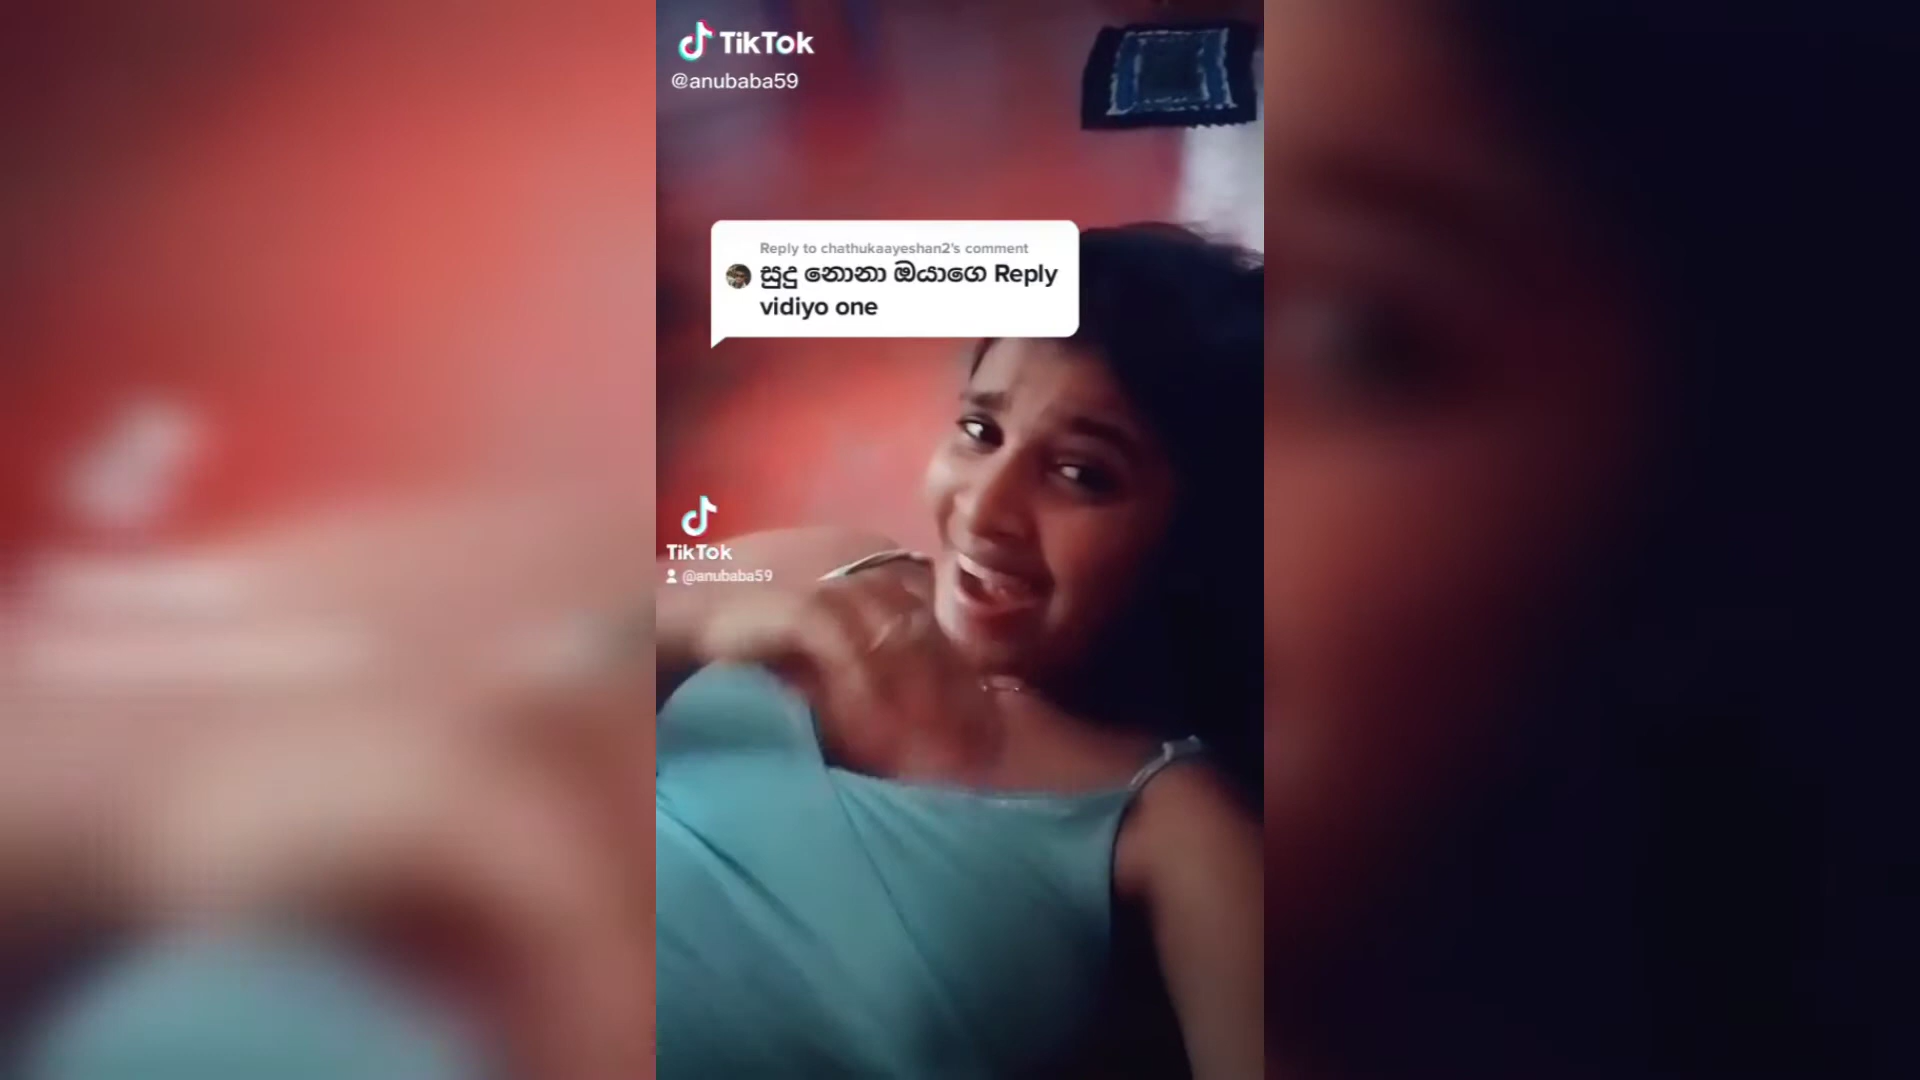 TikTok
@anubaba59
Reply to chathukaayeshan2's comment
සුදු නොනා ඔයාගෙ Reply
vidiyo one
TikTok
@anubaba59